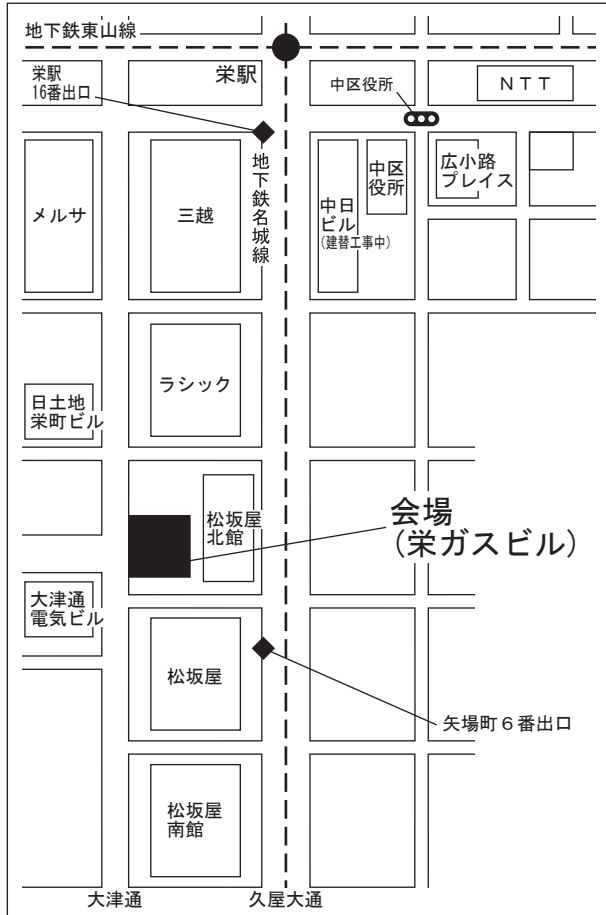 地下鉄東山線
栄駅
16番出口
栄駅
中区役所
ＮＴＴ
メルサ
三越
地下鉄名城線
中日
ビル
(建替工事中)
中区
役所
広小路
プレイス
ラシック
日土地
栄町ビル
松坂屋
北館
会場
(栄ガスビル)
大津通
電気ビル
松坂屋
矢場町６番出口
松坂屋
南館
大津通
久屋大通